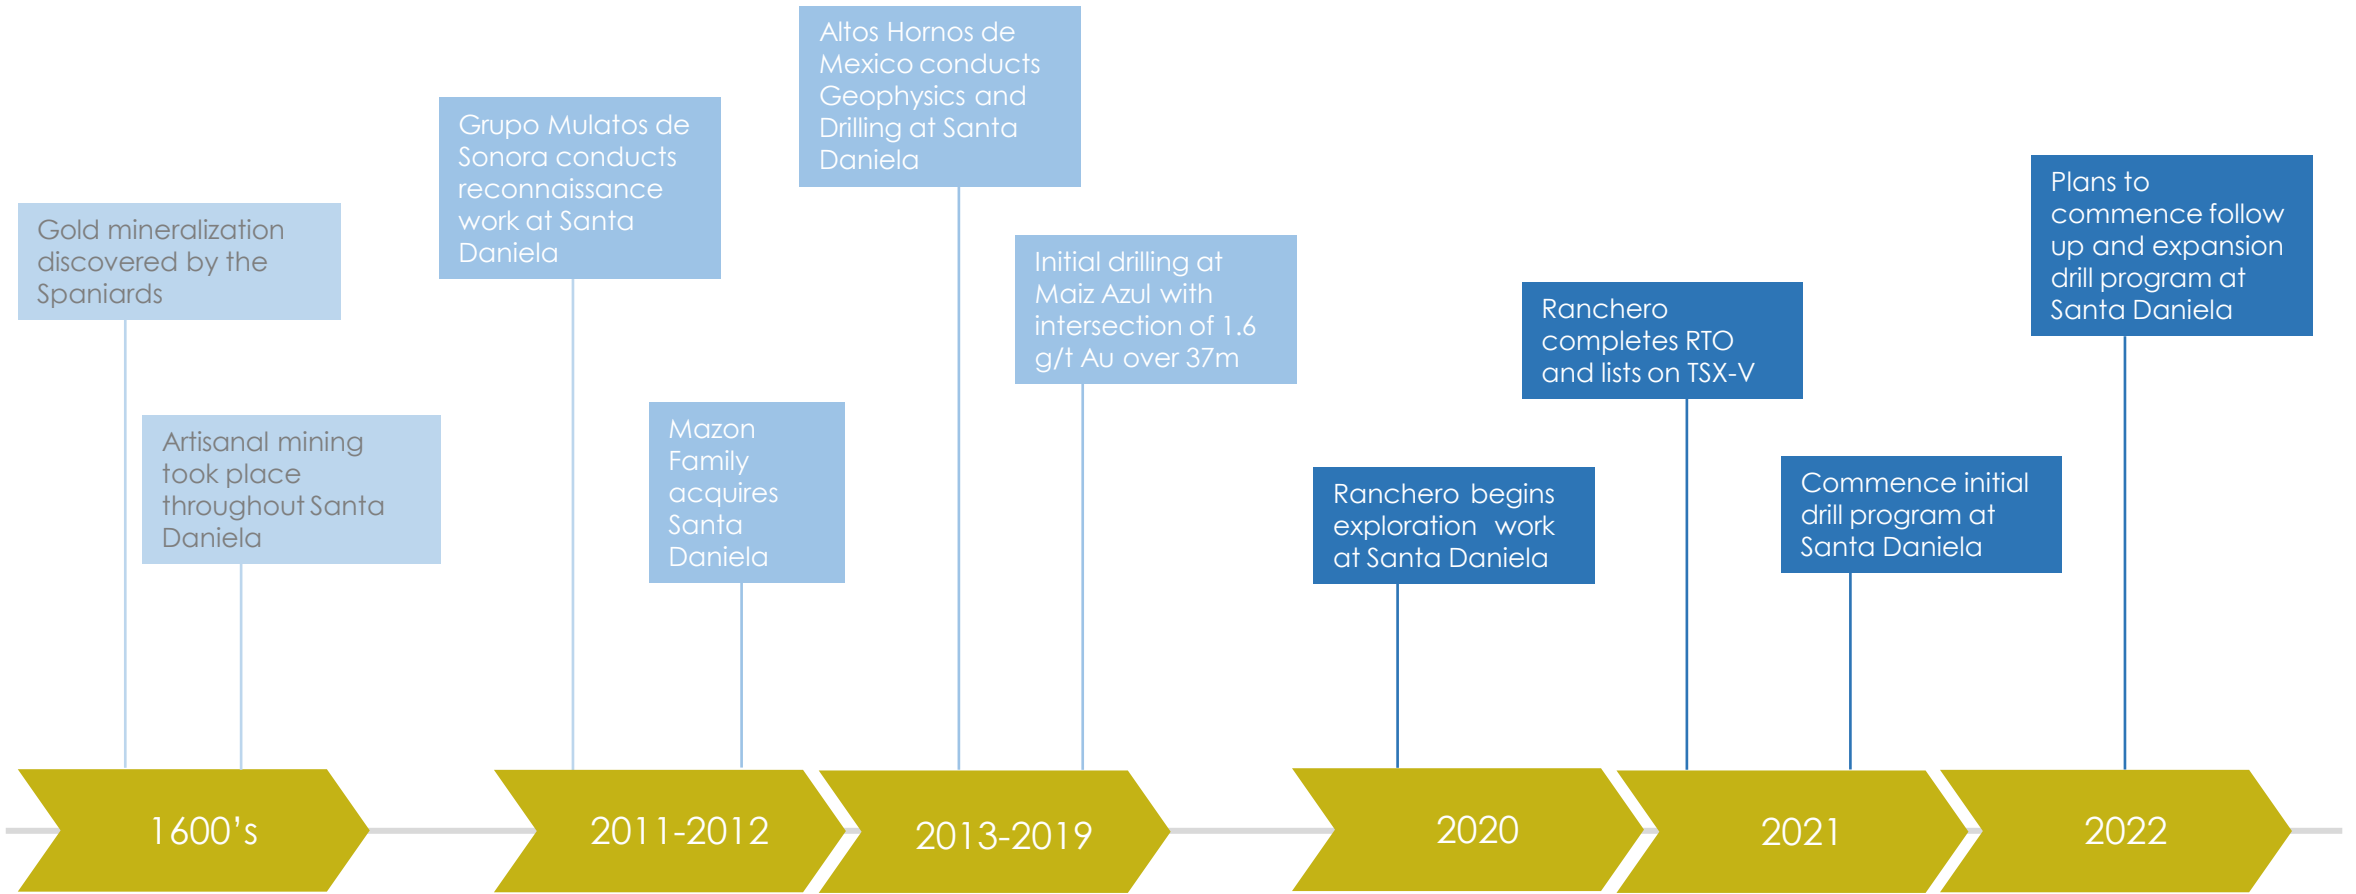 Gold mineralization
discovered by the
Spaniards
Artisanal mining
took place
throughout Santa
Daniela
Grupo Mulatos de
Sonora conducts
reconnaissance
work at Santa
Daniela
Mazon
Family
acquires
Santa
Daniela
Altos Hornos de
Mexico conducts
Geophysics and
Drilling at Santa
Daniela
Initial drilling at
Maiz Azul with
intersection of 1.6
g/t Au over 37m
Ranchero begins
exploration work
at Santa Daniela
Ranchero
completes RTO
and lists on TSX-V
Commence initial
drill program at
Santa Daniela
Plans to
commence follow
up and expansion
drill program at
Santa Daniela
1600’s
2011-2012
2013-2019
2020
2021
2022